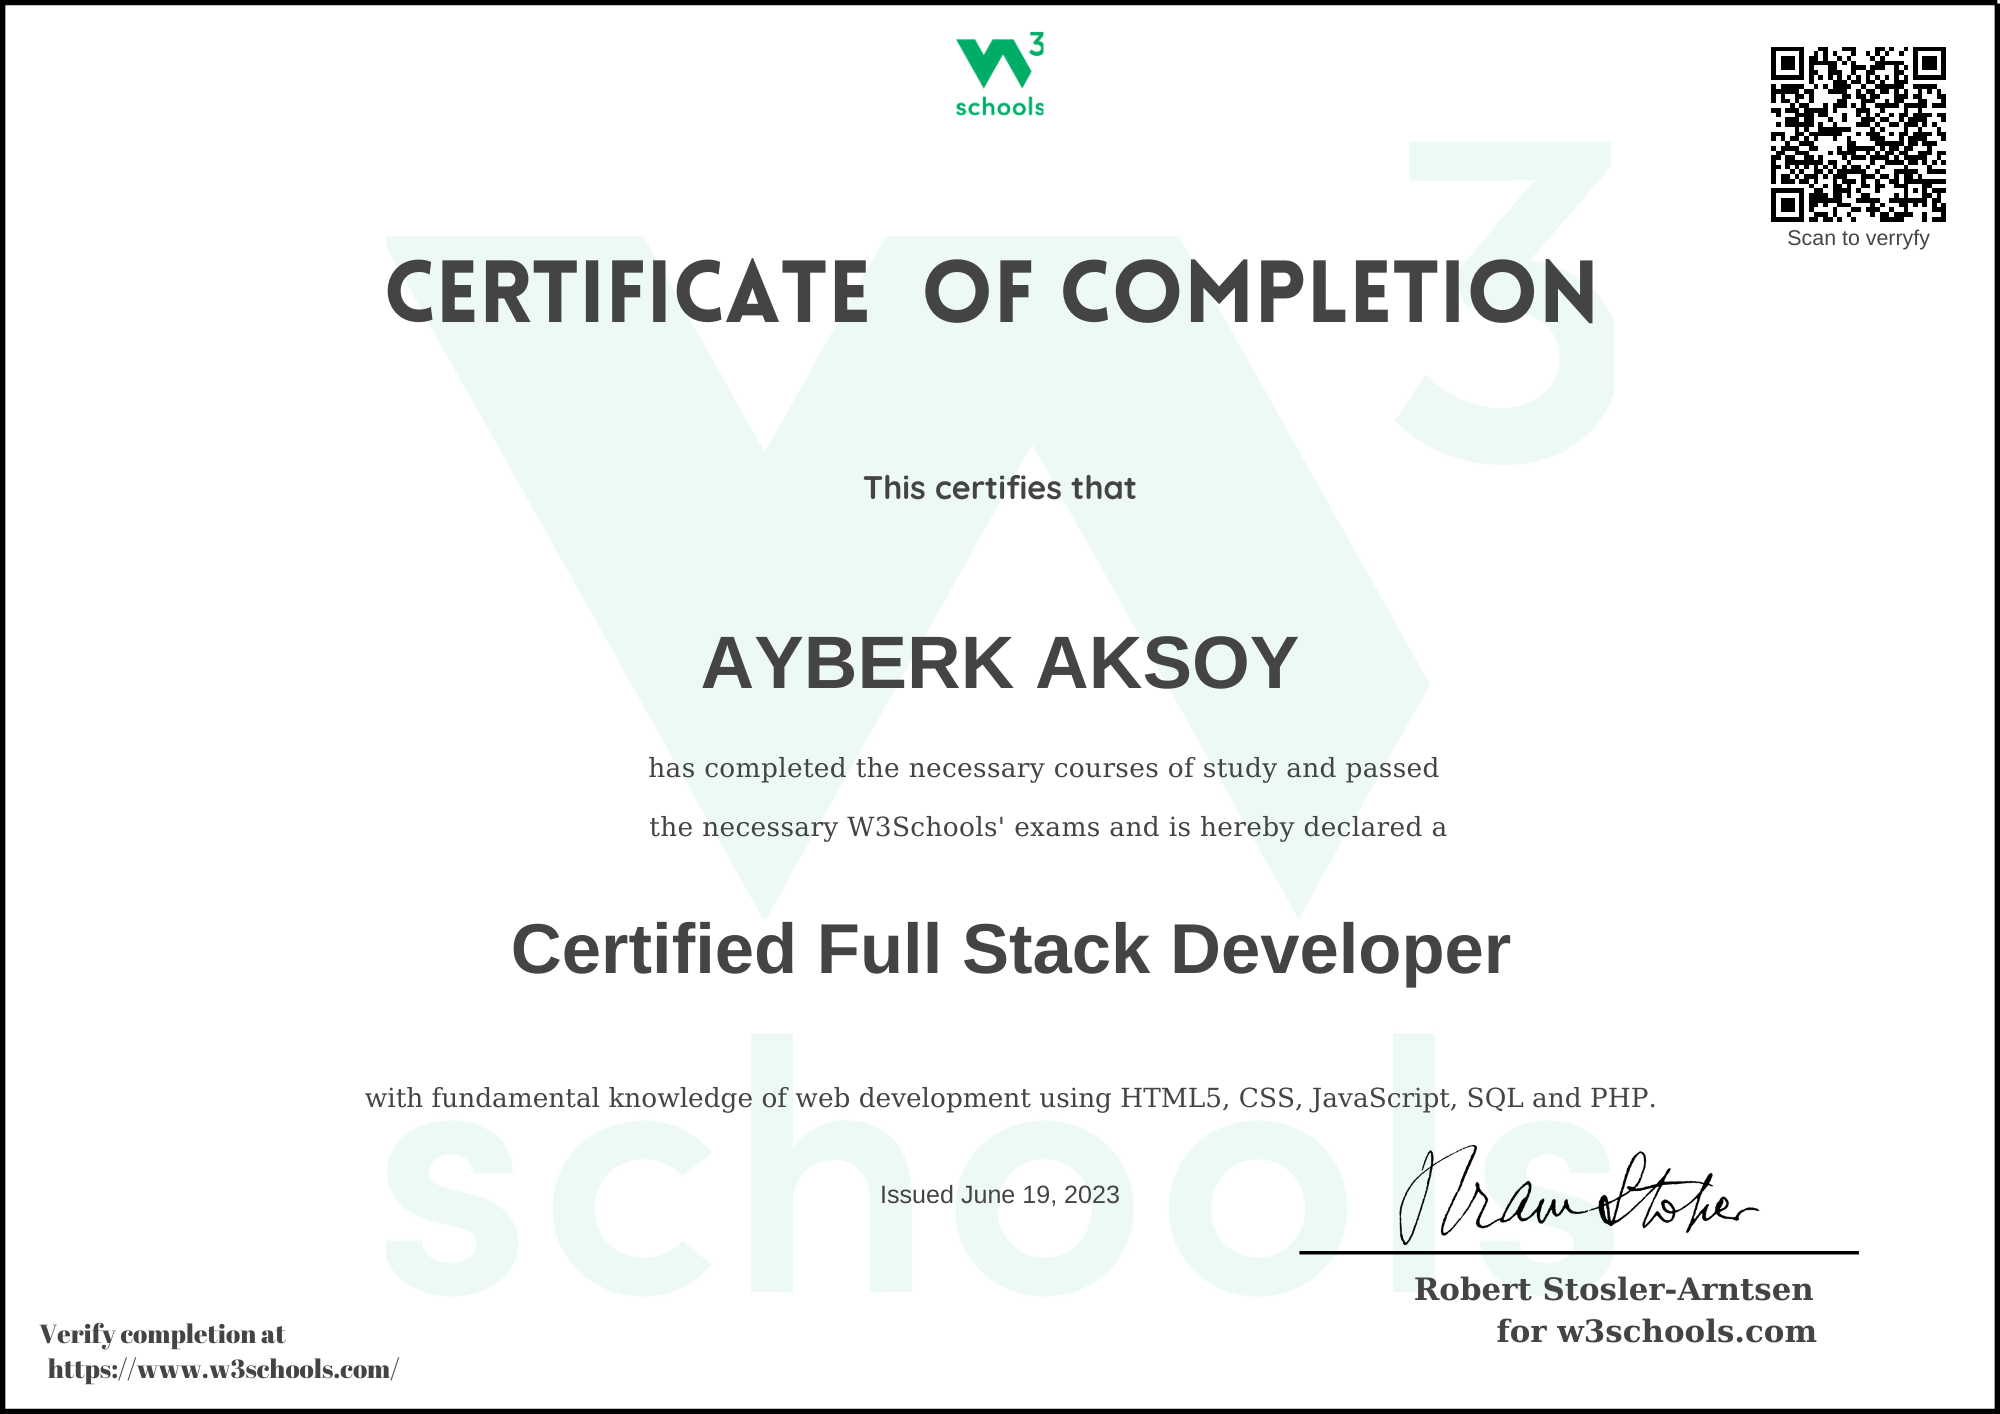 W3
schools
Scan to verryfy
CERTIFICATE OF COMPLETION
This certifies that
AYBERK AKSOY
has completed the necessary courses of study and passed
the necessary W3Schools' exams and is hereby declared a
Certified Full Stack Developer
with fundamental knowledge of web development using HTML5, CSS, JavaScript, SQL and PHP.
Issued June 19, 2023
Robert Stosler-Arntsen
for w3schools.com
Verify completion at
https://www.w3schools.com/
W3
schools